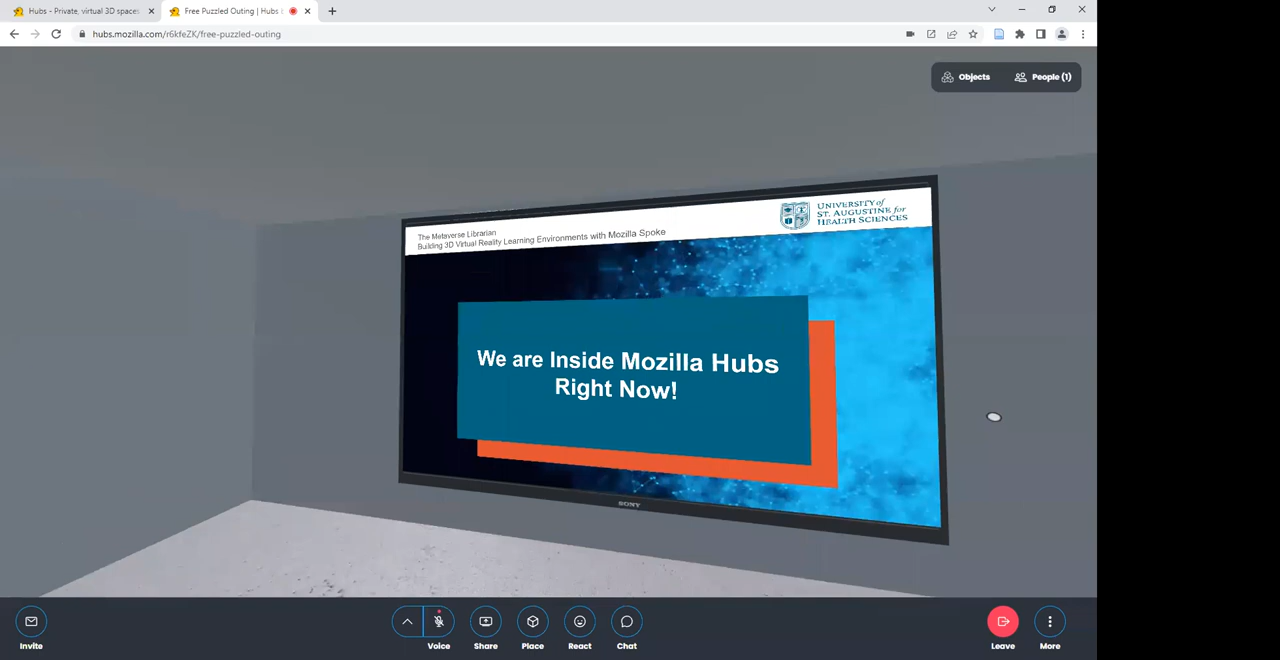 Hubs - Private, virtual 3D spaces
Free Puzzled Outing | Hubs
hubs.mozilla.com/r6kfeZK/free-puzzled-outing
Objects
People (1)
The Metaverse Librarian
Building 3D Virtual Reality Learning Environments with Mozilla Spoke
UNIVERSITY of
ST. AUGUSTINE for
HEALTH SCIENCES
We are Inside Mozilla Hubs
Right Now!
SONY
Invite
Voice
Share
Place
React
Chat
Leave
More